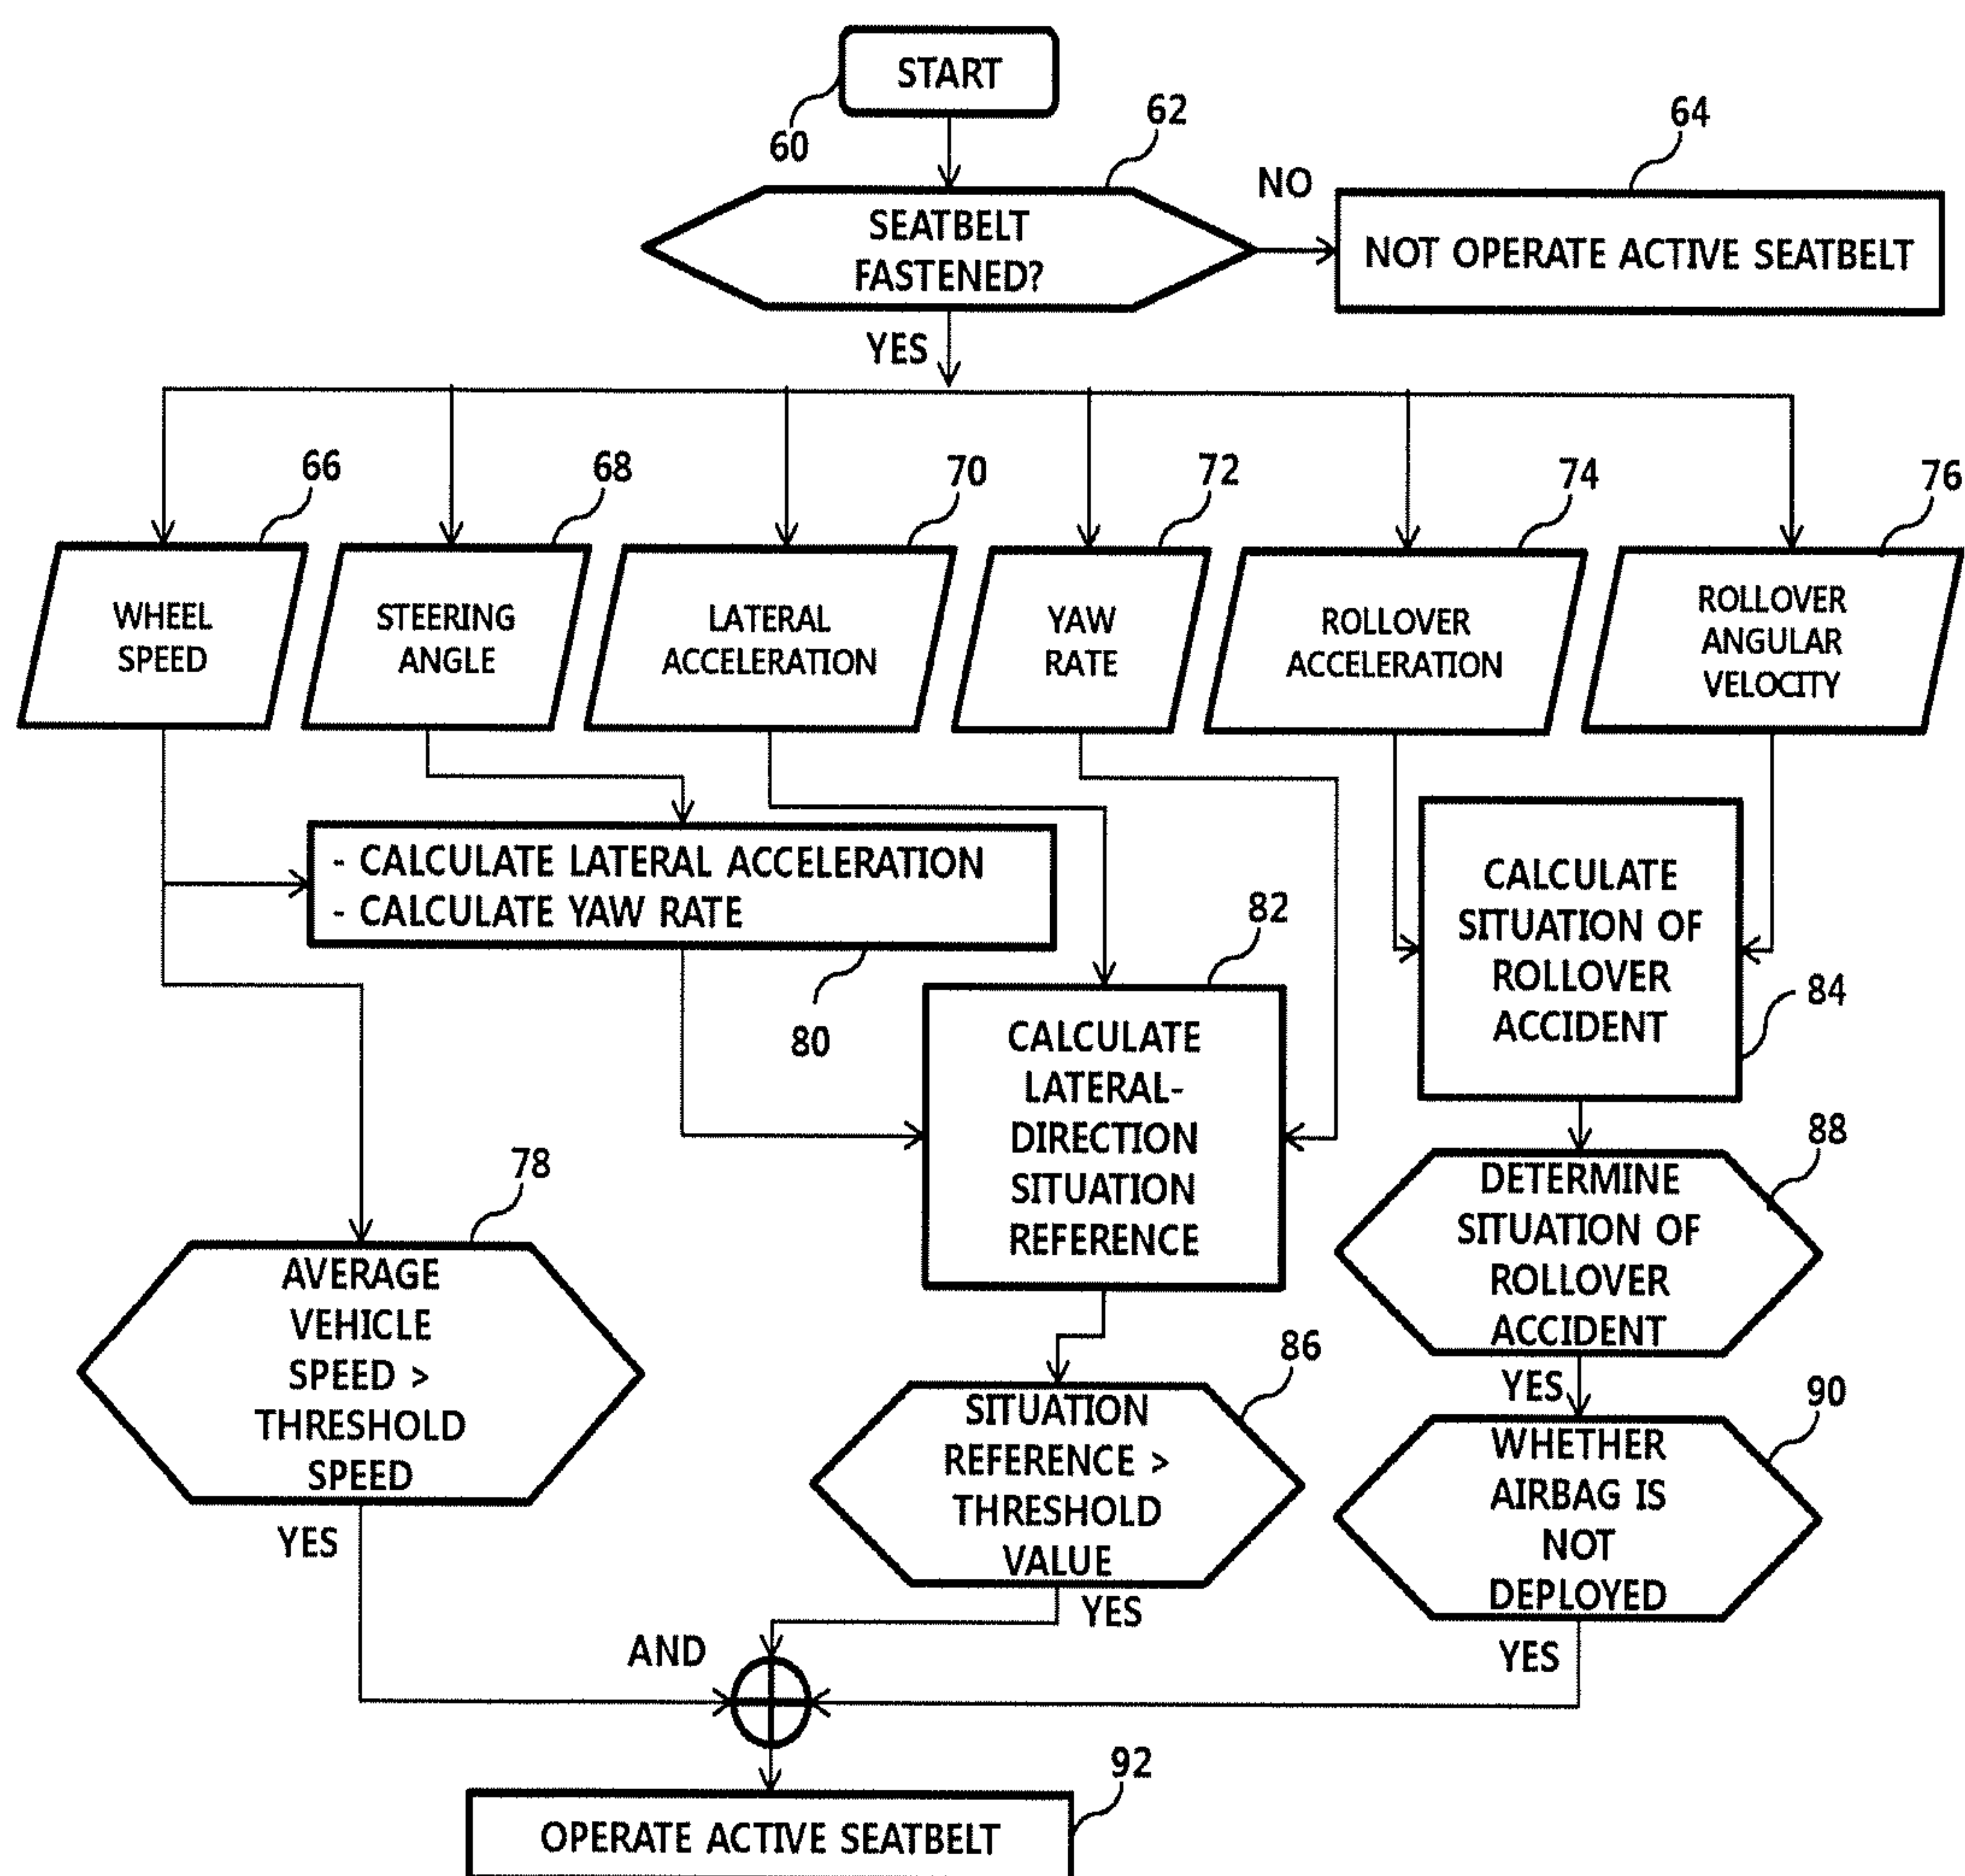 START
60
62
64
SEATBELT
FASTENED?
NO
NOT OPERATE ACTIVE SEATBELT
YES
66
68
70
72
74
76
WHEEL
SPEED
STEERING
ANGLE
LATERAL
ACCELERATION
YAW
RATE
ROLLOVER
ACCELERATION
ROLLOVER
ANGULAR
VELOCITY
- CALCULATE LATERAL ACCELERATION
- CALCULATE YAW RATE
80
82
CALCULATE
LATERAL-
DIRECTION
SITUATION
REFERENCE
CALCULATE
SITUATION OF
ROLLOVER
ACCIDENT
84
78
AVERAGE
VEHICLE
SPEED >
THRESHOLD
SPEED
YES
86
SITUATION
REFERENCE >
THRESHOLD
VALUE
YES
88
DETERMINE
SITUATION OF
ROLLOVER
ACCIDENT
YES
90
WHETHER
AIRBAG IS
NOT
DEPLOYED
YES
AND
92
OPERATE ACTIVE SEATBELT